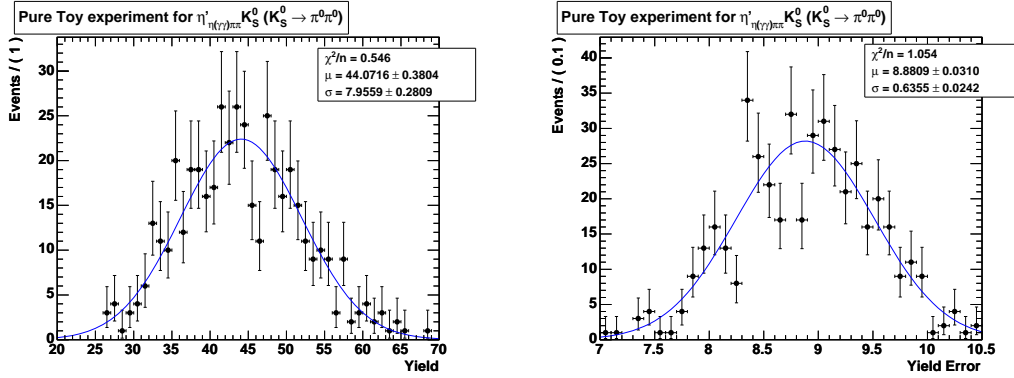 Pure Toy experiment for η'η(γγ)ππ K⁰S (K⁰S → π⁰π⁰)
Events / ( 1 )
χ²/n = 0.546
μ = 44.0716 ± 0.3804
σ = 7.9559 ± 0.2809
30
25
20
15
10
5
0
20 25 30 35 40 45 50 55 60 65 70
Yield
Pure Toy experiment for η'η(γγ)ππ K⁰S (K⁰S → π⁰π⁰)
Events / ( 0.1 )
χ²/n = 1.054
μ = 8.8809 ± 0.0310
σ = 0.6355 ± 0.0242
40
35
30
25
20
15
10
5
0
7 7.5 8 8.5 9 9.5 10 10.5
Yield Error